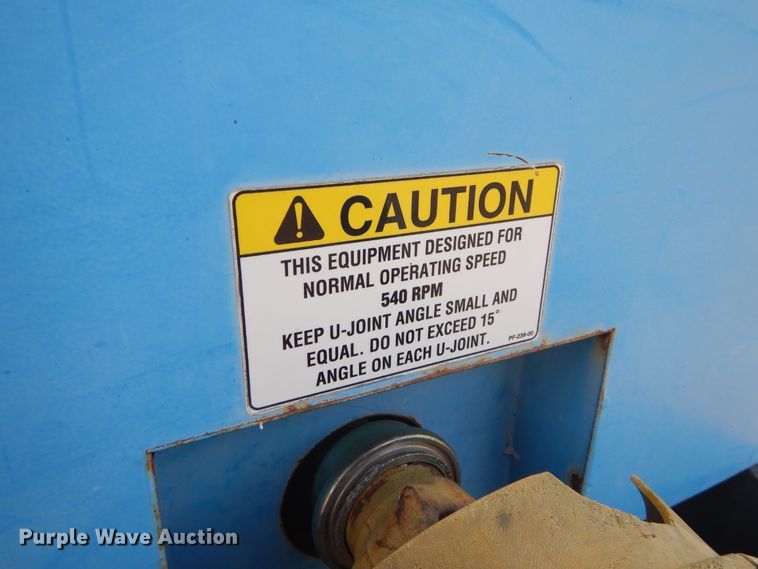 CAUTION
THIS EQUIPMENT DESIGNED FOR
NORMAL OPERATING SPEED
540 RPM
KEEP U-JOINT ANGLE SMALL AND
EQUAL. DO NOT EXCEED 15°
ANGLE ON EACH U-JOINT.
PF-239-00
Purple Wave Auction